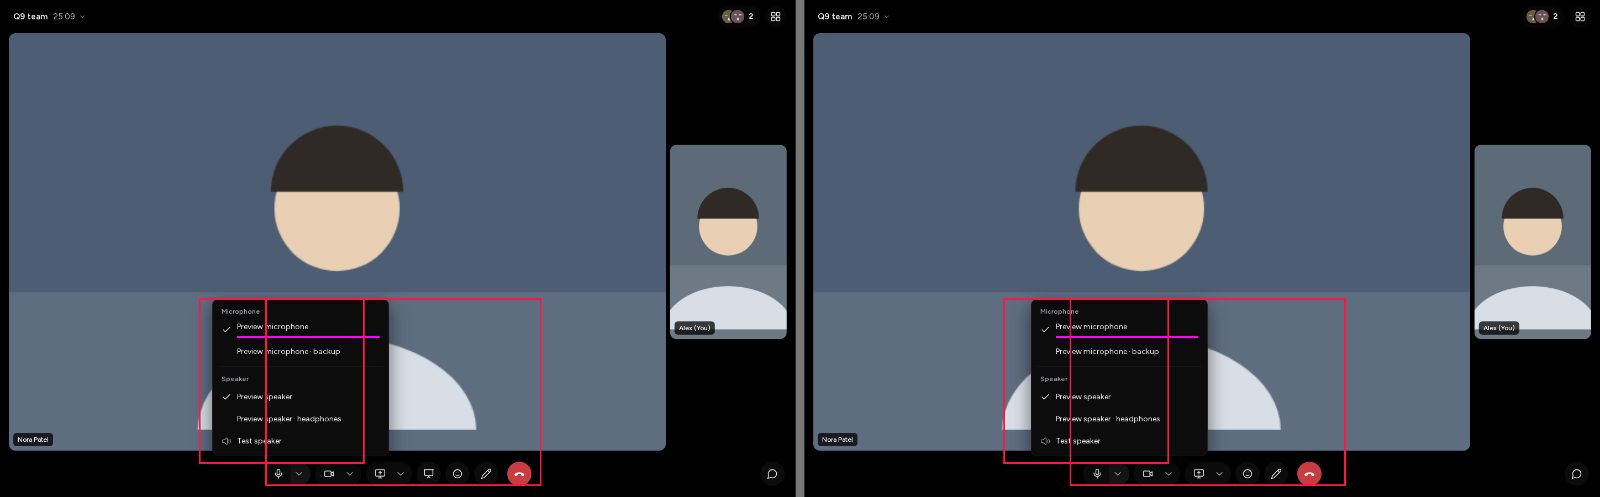 Q9 team 25:09
2
Microphone
Preview microphone
Preview microphone · backup
Speaker
Preview speaker
Preview speaker · headphones
Test speaker
Nora Patel
Alex (You)
Q9 team 25:09
2
Microphone
Preview microphone
Preview microphone · backup
Speaker
Preview speaker
Preview speaker · headphones
Test speaker
Nora Patel
Alex (You)